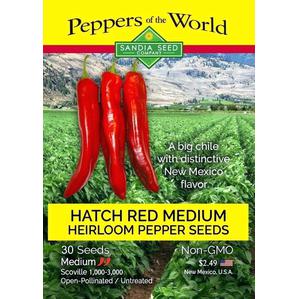 Peppers of the World
SANDIA SEED
COMPANY
A big chile
with distinctive
New Mexico
flavor
HATCH RED MEDIUM
HEIRLOOM PEPPER SEEDS
30 Seeds
Non-GMO
Medium
$2.49
Scoville 1,000-3,000
New Mexico, U.S.A.
Open-Pollinated / Untreated